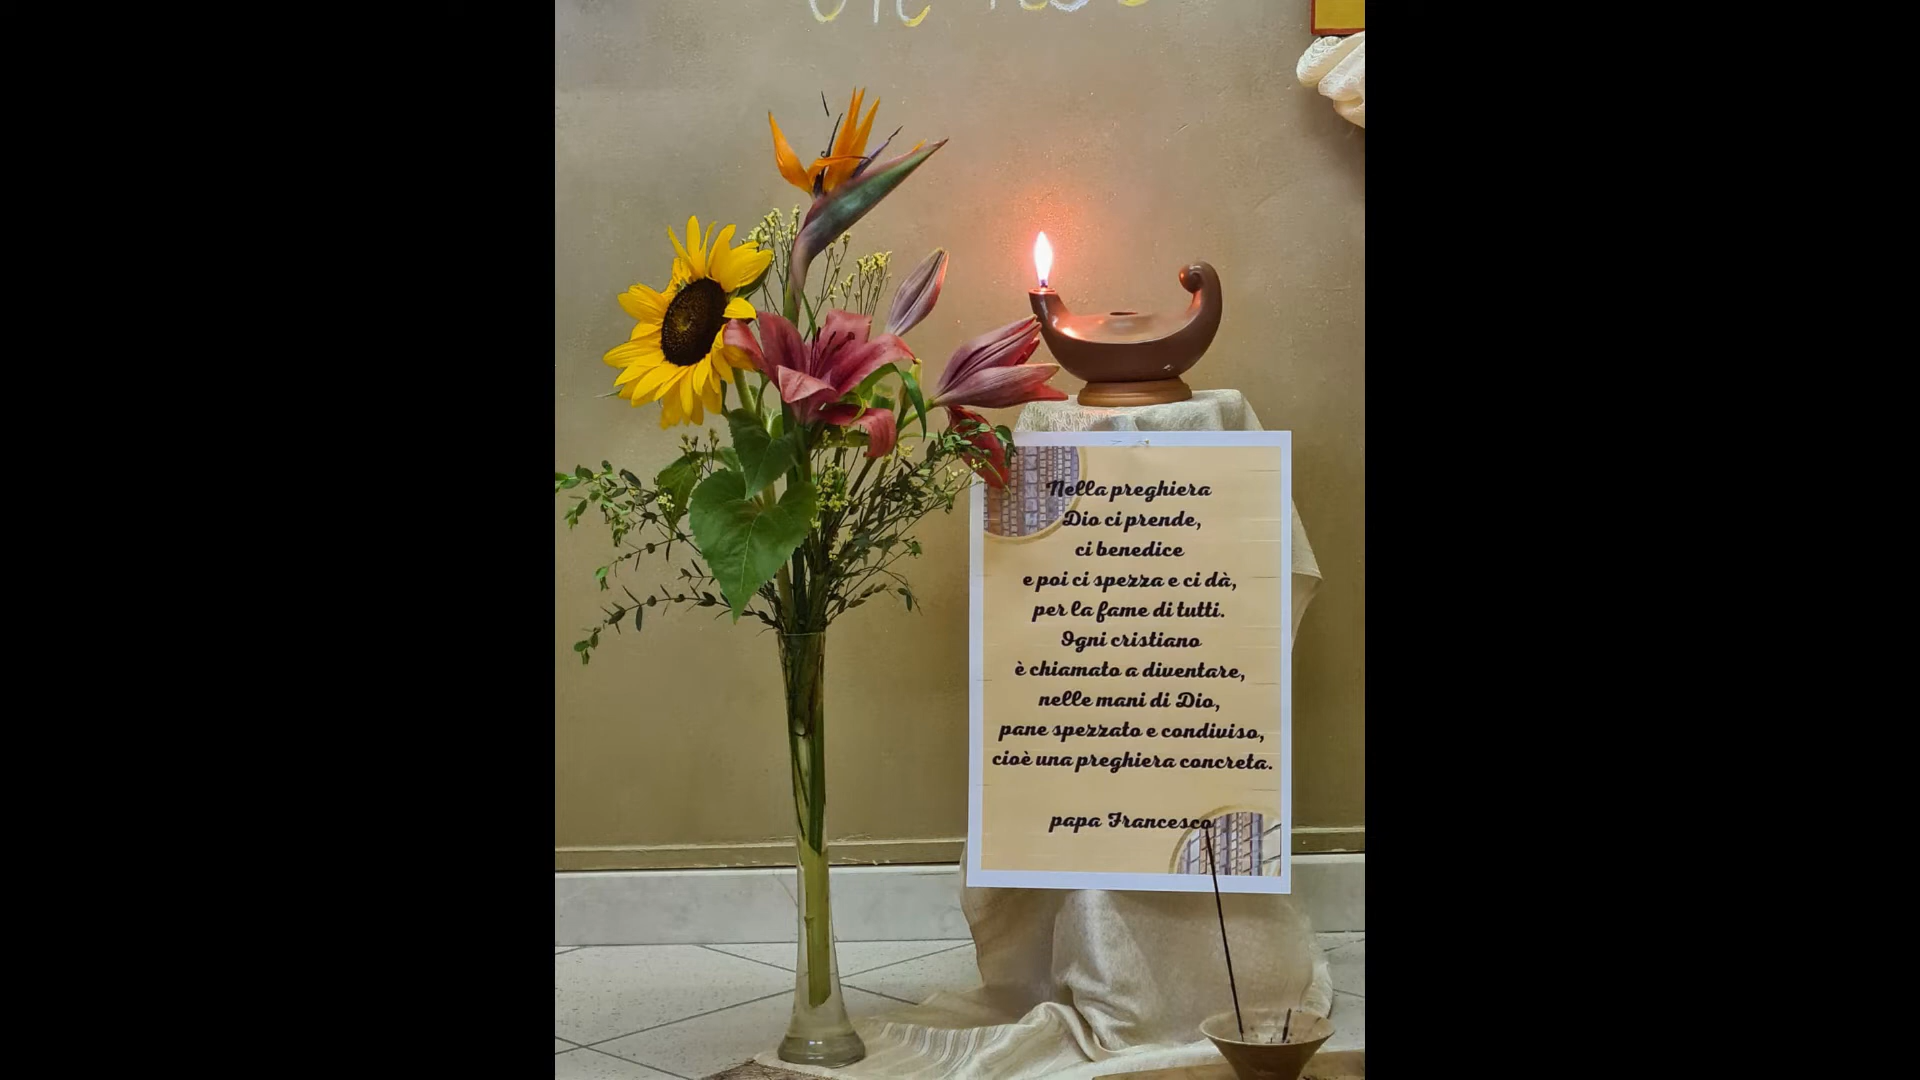 Nella preghiera
Dio ci prende,
ci benedice
e poi ci spezza e ci dà,
per la fame di tutti.
Ogni cristiano
è chiamato a diventare,
nelle mani di Dio,
pane spezzato e condiviso,
cioè una preghiera concreta.
papa Francesco